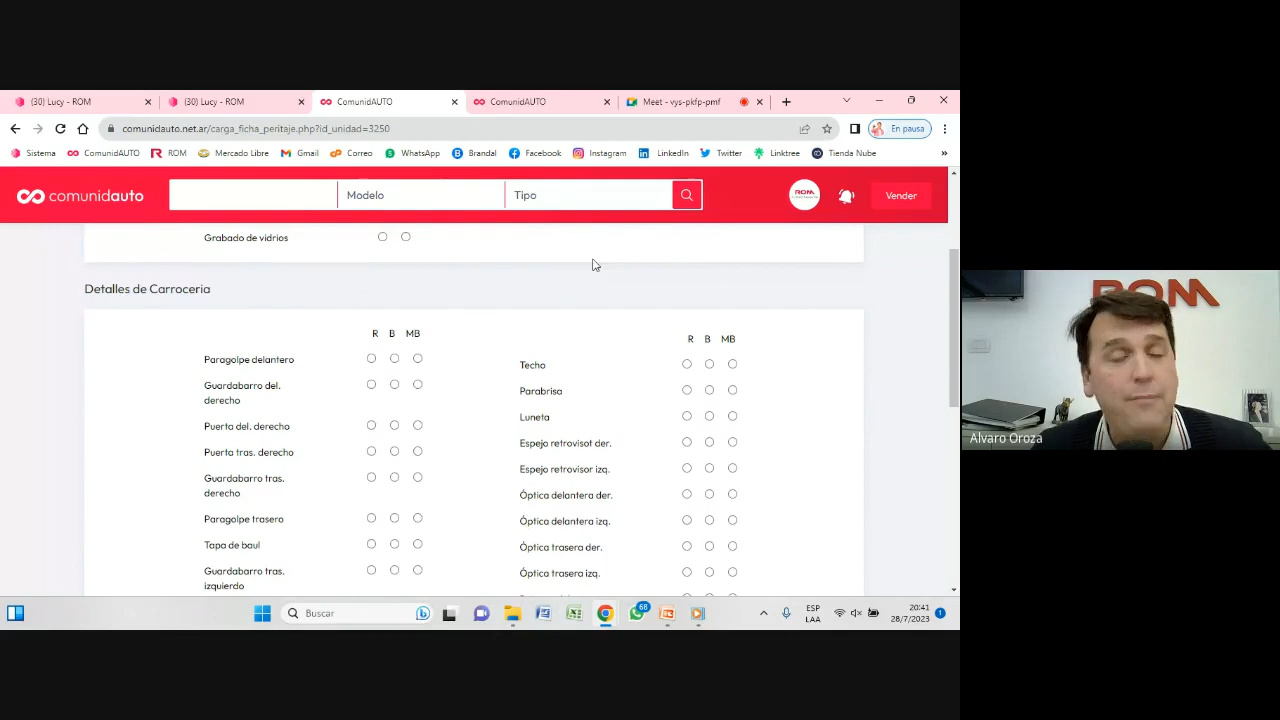 (30) Lucy - ROM
(30) Lucy - ROM
ComunidAUTO
ComunidAUTO
Meet - vys-pkfp-pmf
comunidauto.net.ar/carga_ficha_peritaje.php?id_unidad=3250
En pausa
Sistema
ComunidAUTO
ROM
Mercado Libre
Gmail
Correo
WhatsApp
Brandal
Facebook
Instagram
LinkedIn
Twitter
Linktree
Tienda Nube
comunidauto
Modelo
Tipo
ROM
Vender
Grabado de vidrios
Detalles de Carroceria
R B MB
Paragolpe delantero
Guardabarro del.
derecho
Puerta del. derecho
Puerta tras. derecho
Guardabarro tras.
derecho
Paragolpe trasero
Tapa de baul
Guardabarro tras.
izquierdo
R B MB
Techo
Parabrisa
Luneta
Espejo retrovisot der.
Espejo retrovisor izq.
Óptica delantera der.
Óptica delantera izq.
Óptica trasera der.
Óptica trasera izq.
Buscar
68
ESP
LAA
20:41
28/7/2023
1
ROM
Alvaro Oroza